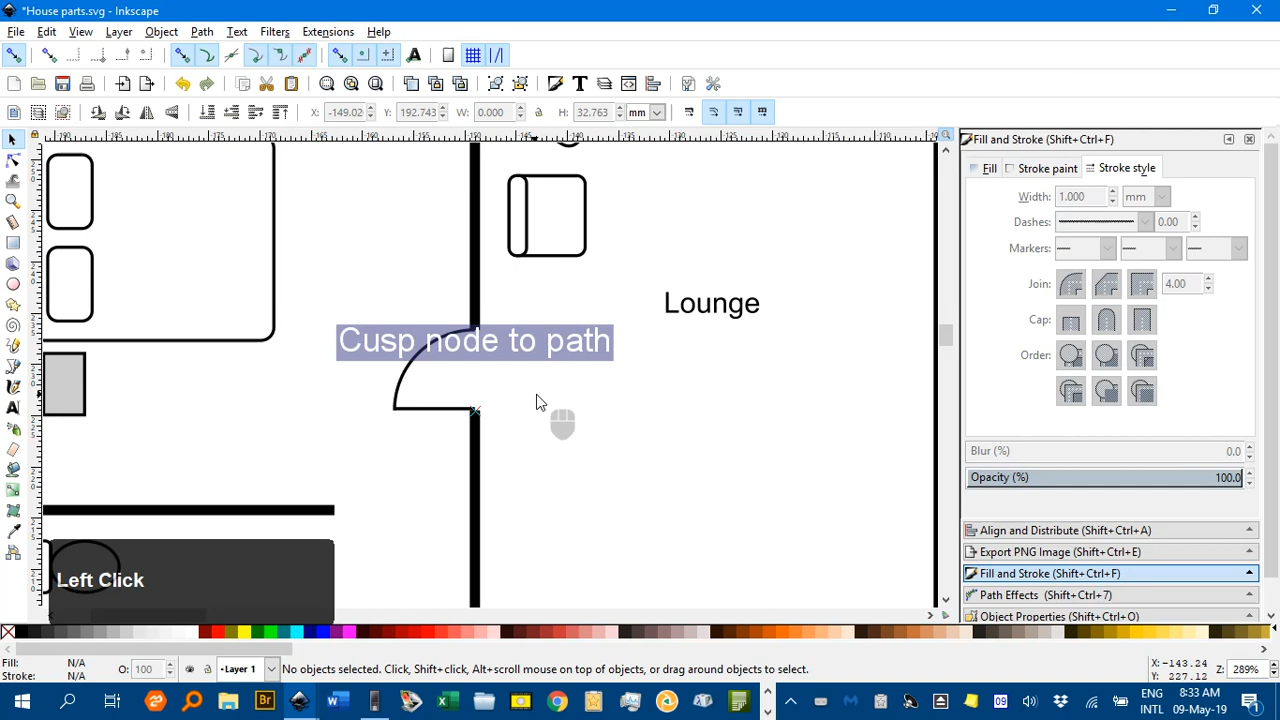 *House parts.svg - Inkscape
File Edit View Layer Object Path Text Filters Extensions Help
X: -149.02 Y: 192.743 W: 0.000 H: 32.763 mm
Fill and Stroke (Shift+Ctrl+F)
Fill Stroke paint Stroke style
Width: 1.000 mm
Dashes: 0.00
Markers:
Join: 4.00
Cap:
Order:
Lounge
Cusp node to path
Left Click
Blur (%) 0.0
Opacity (%) 100.0
Align and Distribute (Shift+Ctrl+A)
Export PNG Image (Shift+Ctrl+E)
Fill and Stroke (Shift+Ctrl+F)
Path Effects (Shift+Ctrl+7)
Object Properties (Shift+Ctrl+O)
Fill: N/A
Stroke: N/A
O: 100
Layer 1
No objects selected. Click, Shift+click, Alt+scroll mouse on top of objects, or drag around objects to select.
X: -143.24
Y: 227.12
Z: 289%
ENG
INTL
8:33 AM
09-May-19